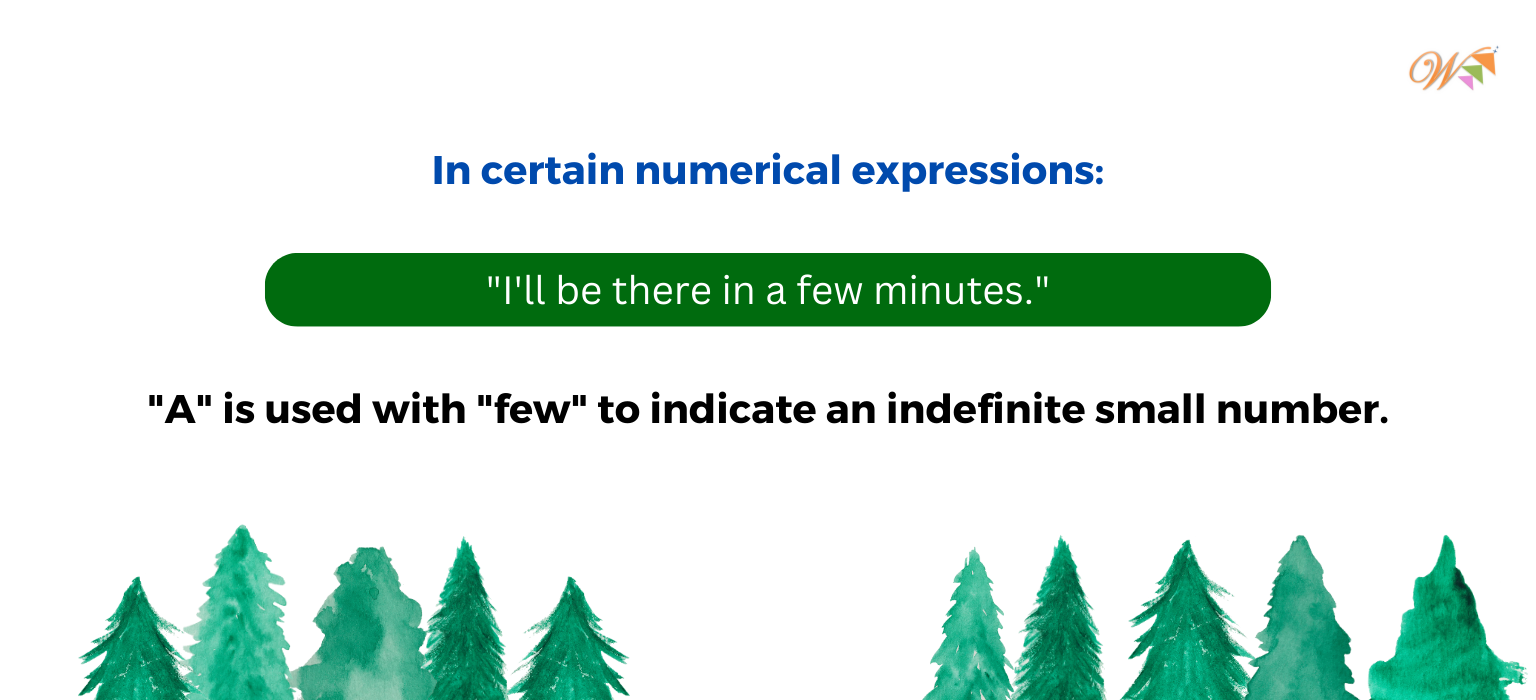 W
In certain numerical expressions:
"I'll be there in a few minutes."
"A" is used with "few" to indicate an indefinite small number.